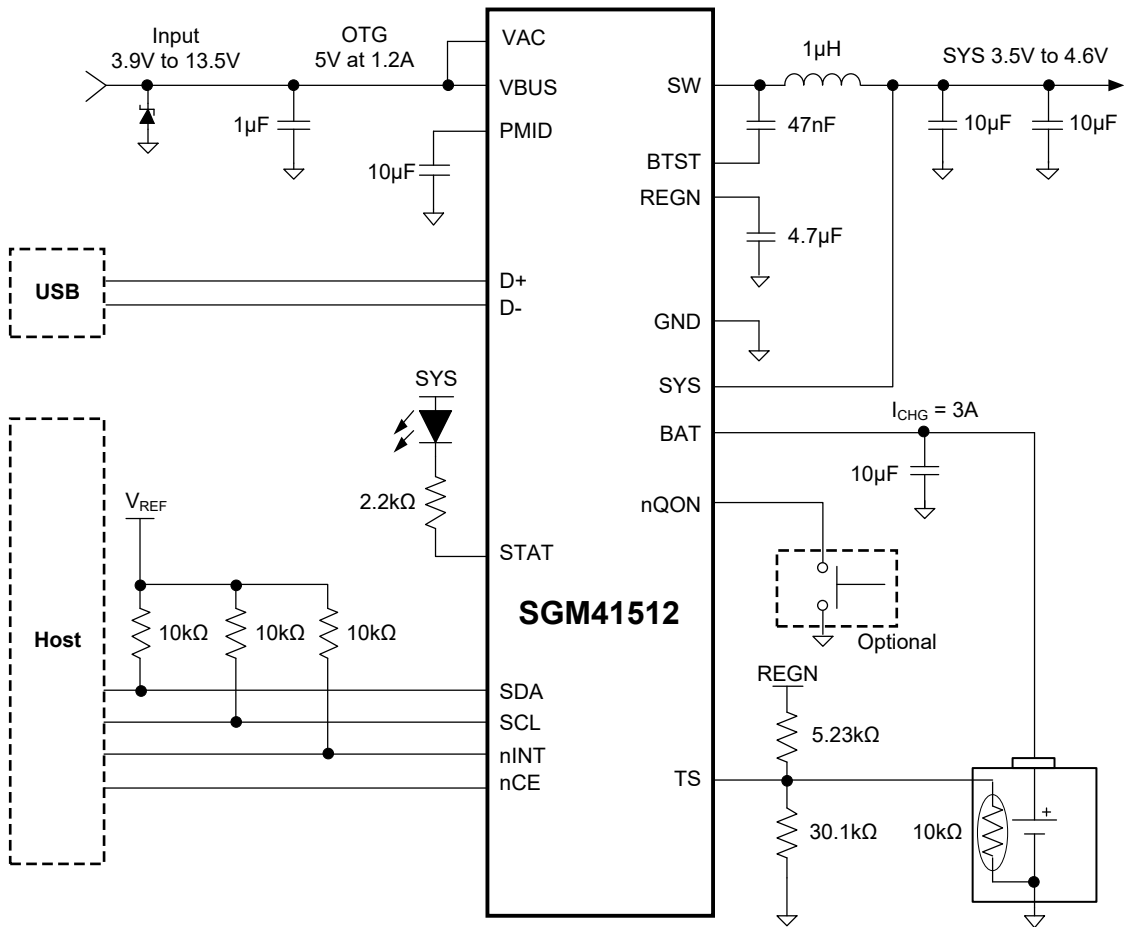 Input
3.9V to 13.5V
OTG
5V at 1.2A
VAC
VBUS
PMID
1µF
10µF
USB
D+
D-
SYS
2.2kΩ
STAT
VREF
Host
10kΩ
10kΩ
10kΩ
SDA
SCL
nINT
nCE
SGM41512
SW
1µH
SYS 3.5V to 4.6V
47nF
10µF
10µF
BTST
REGN
4.7µF
GND
SYS
BAT
ICHG = 3A
10µF
nQON
Optional
REGN
5.23kΩ
TS
30.1kΩ
10kΩ
+